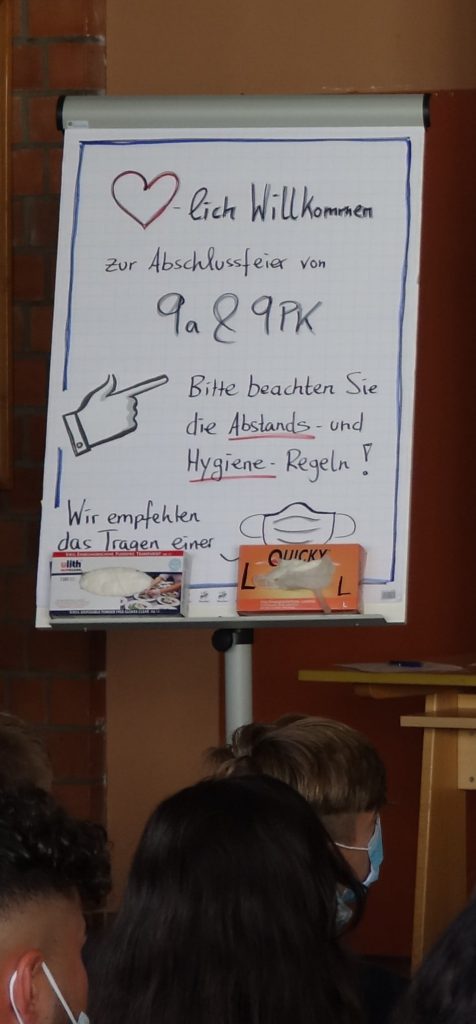 -lich Willkommen
zur Abschlussfeier von
9a & 9PK
Bitte beachten Sie
die Abstands- und
Hygiene- Regeln!
Wir empfehlen
das Tragen einer
ulith
QUICKY
L L
L